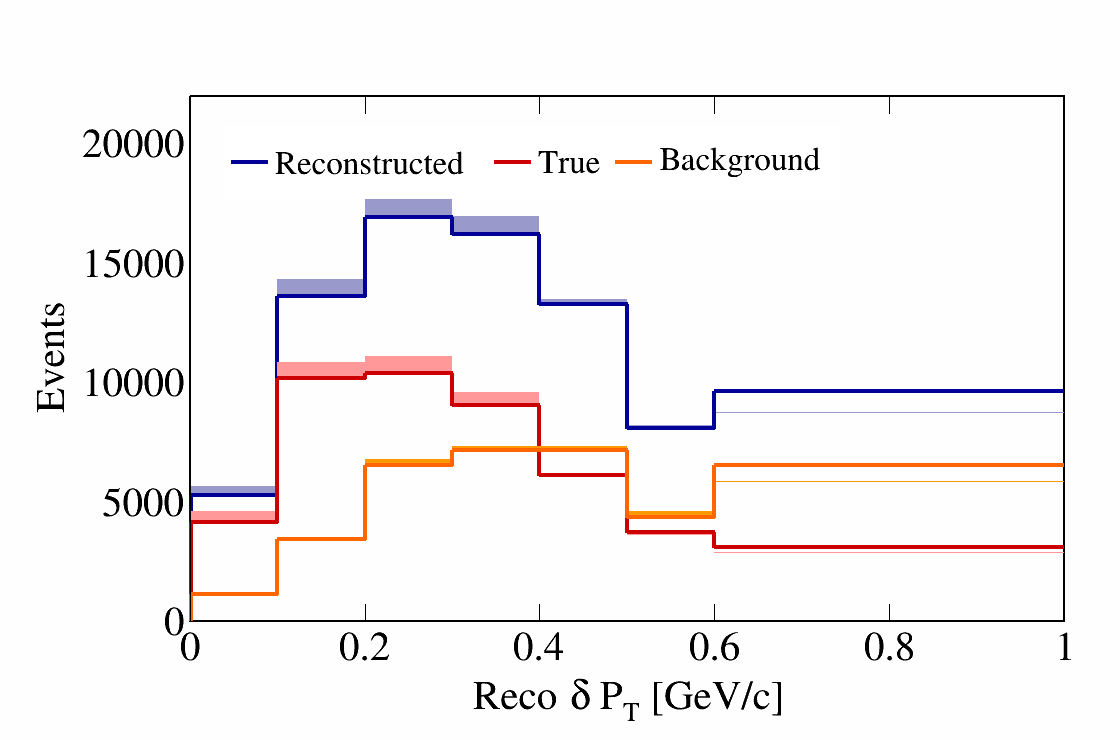 20000
15000
10000
5000
0
Events
Reconstructed True Background
0 0.2 0.4 0.6 0.8 1
Reco δ P_T [GeV/c]